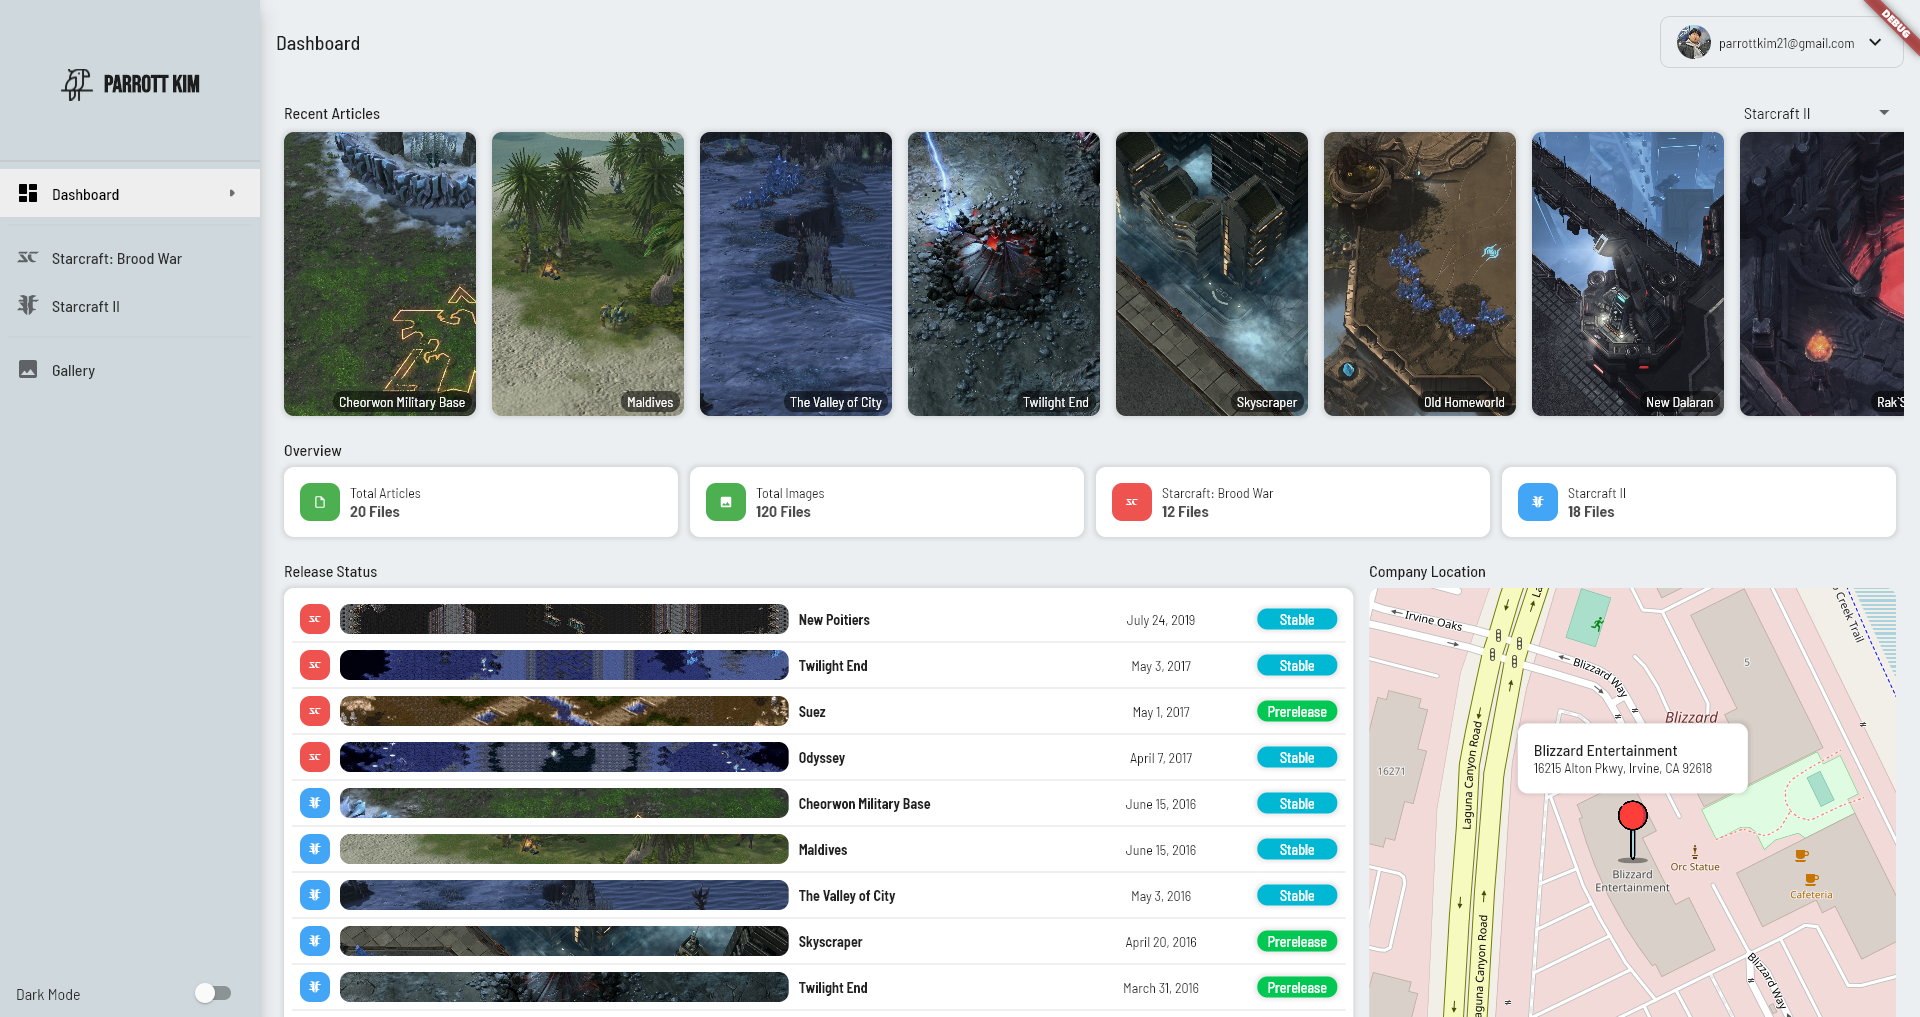 PARROTT KIM
Dashboard
Starcraft: Brood War
Starcraft II
Gallery
Dark Mode
Dashboard
parrottkim21@gmail.com
DEBUG
Recent Articles
Starcraft II
Cheorwon Military Base
Maldives
The Valley of City
Twilight End
Skyscraper
Old Homeworld
New Dalaran
Rak'S
Overview
Total Articles
20 Files
Total Images
120 Files
SC
Starcraft: Brood War
12 Files
Starcraft II
18 Files
Release Status
New Poitiers July 24, 2019 Stable
Twilight End May 3, 2017 Stable
Suez May 1, 2017 Prerelease
Odyssey April 7, 2017 Stable
Cheorwon Military Base June 15, 2016 Stable
Maldives June 15, 2016 Stable
The Valley of City May 3, 2016 Stable
Skyscraper April 20, 2016 Prerelease
Twilight End March 31, 2016 Prerelease
Company Location
Irvine Oaks
La
Creek Trail
Blizzard Way
5
Blizzard
Blizzard Entertainment
16215 Alton Pkwy, Irvine, CA 92618
16271
Laguna Canyon Road
Orc Statue
Blizzard
Entertainment
Cafeteria
aguna Canyon Road
Blizzard Way